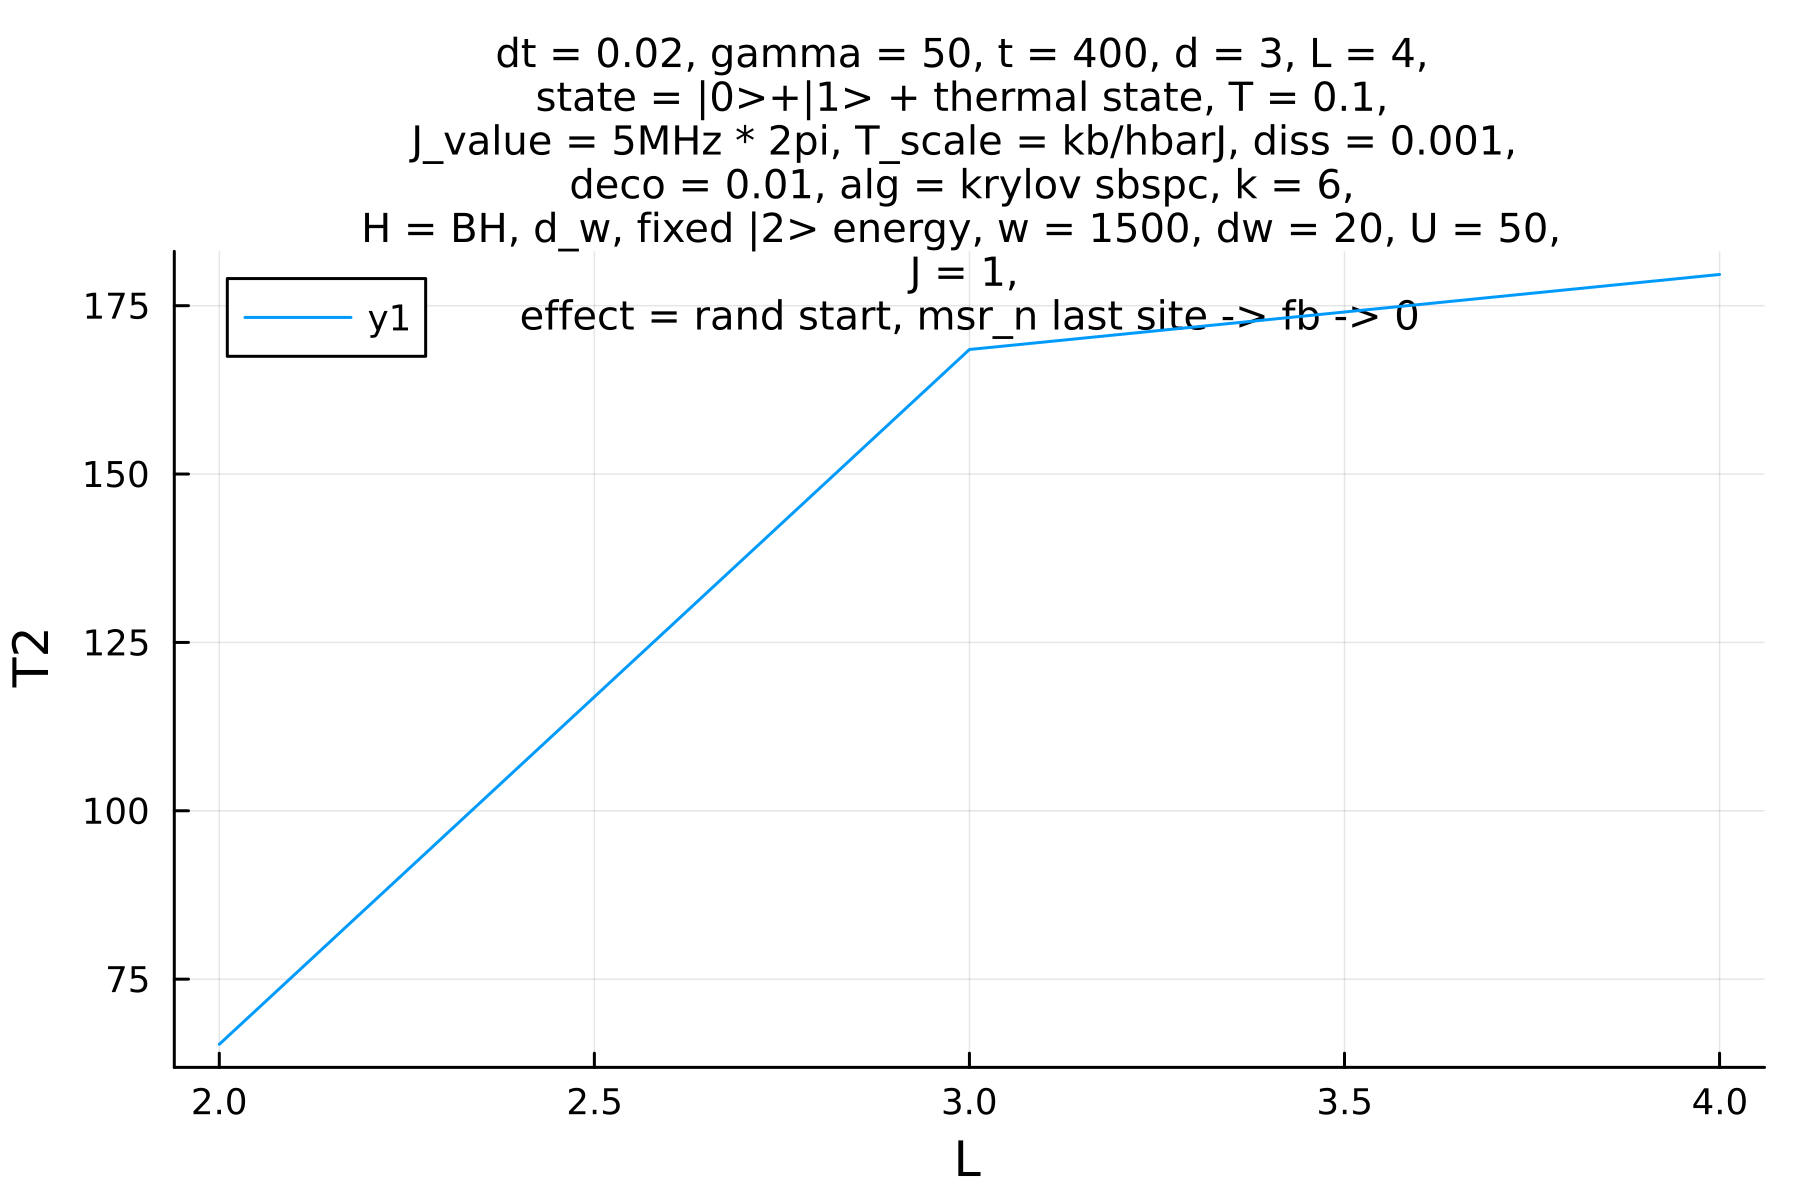 dt = 0.02, gamma = 50, t = 400, d = 3, L = 4,
state = |0>+|1> + thermal state, T = 0.1,
J_value = 5MHz * 2pi, T_scale = kb/hbarJ, diss = 0.001,
deco = 0.01, alg = krylov sbspc, k = 6,
H = BH, d_w, fixed |2> energy, w = 1500, dw = 20, U = 50,
J = 1,
effect = rand start, msr_n last site -> fb -> 0
y1
175
150
125
100
75
T2
2.0 2.5 3.0 3.5 4.0
L